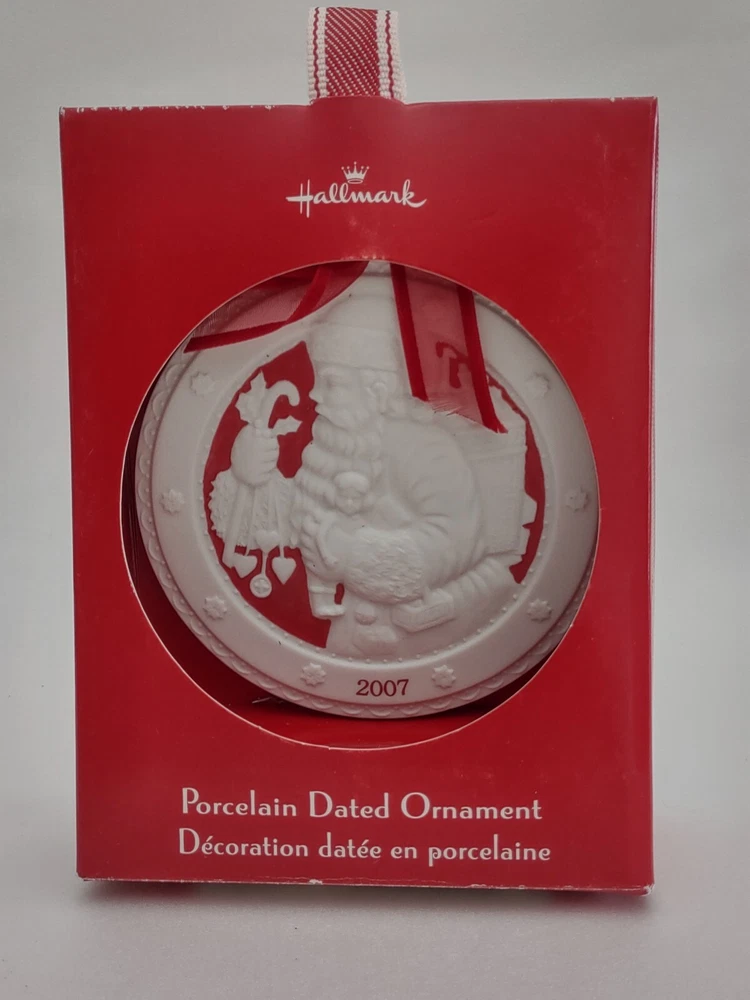 Hallmark
2007
Porcelain Dated Ornament
Décoration datée en porcelaine